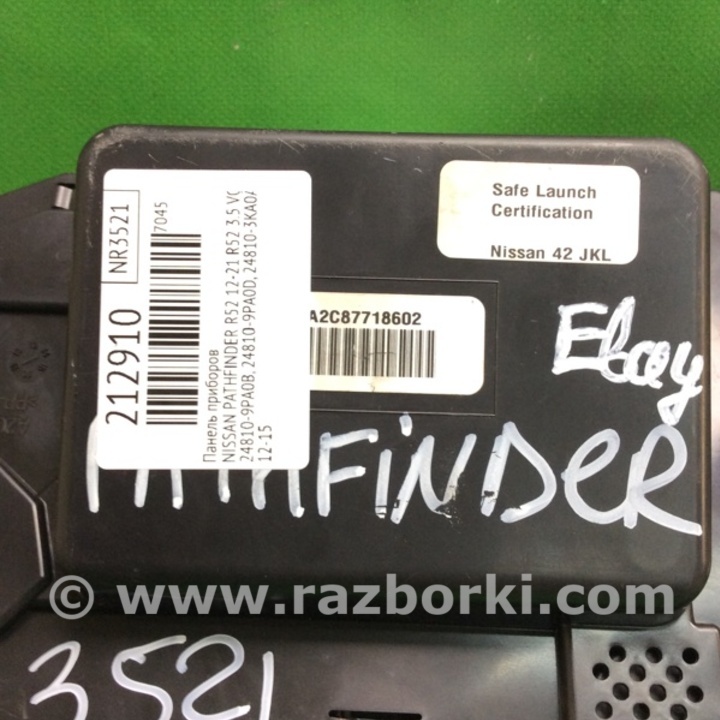 212910
NR3521
7045
Панель приборов
NISSAN PATHFINDER R52 12-21 R52 3.5 VQ
24810-9PA0B, 24810-9PA0D, 24810-3KA0A
12-15
Safe Launch
Certification
Nissan 42 JKL
A2C87718602
Ebay
PATHFiNDeR
© www.razborki.com
3521